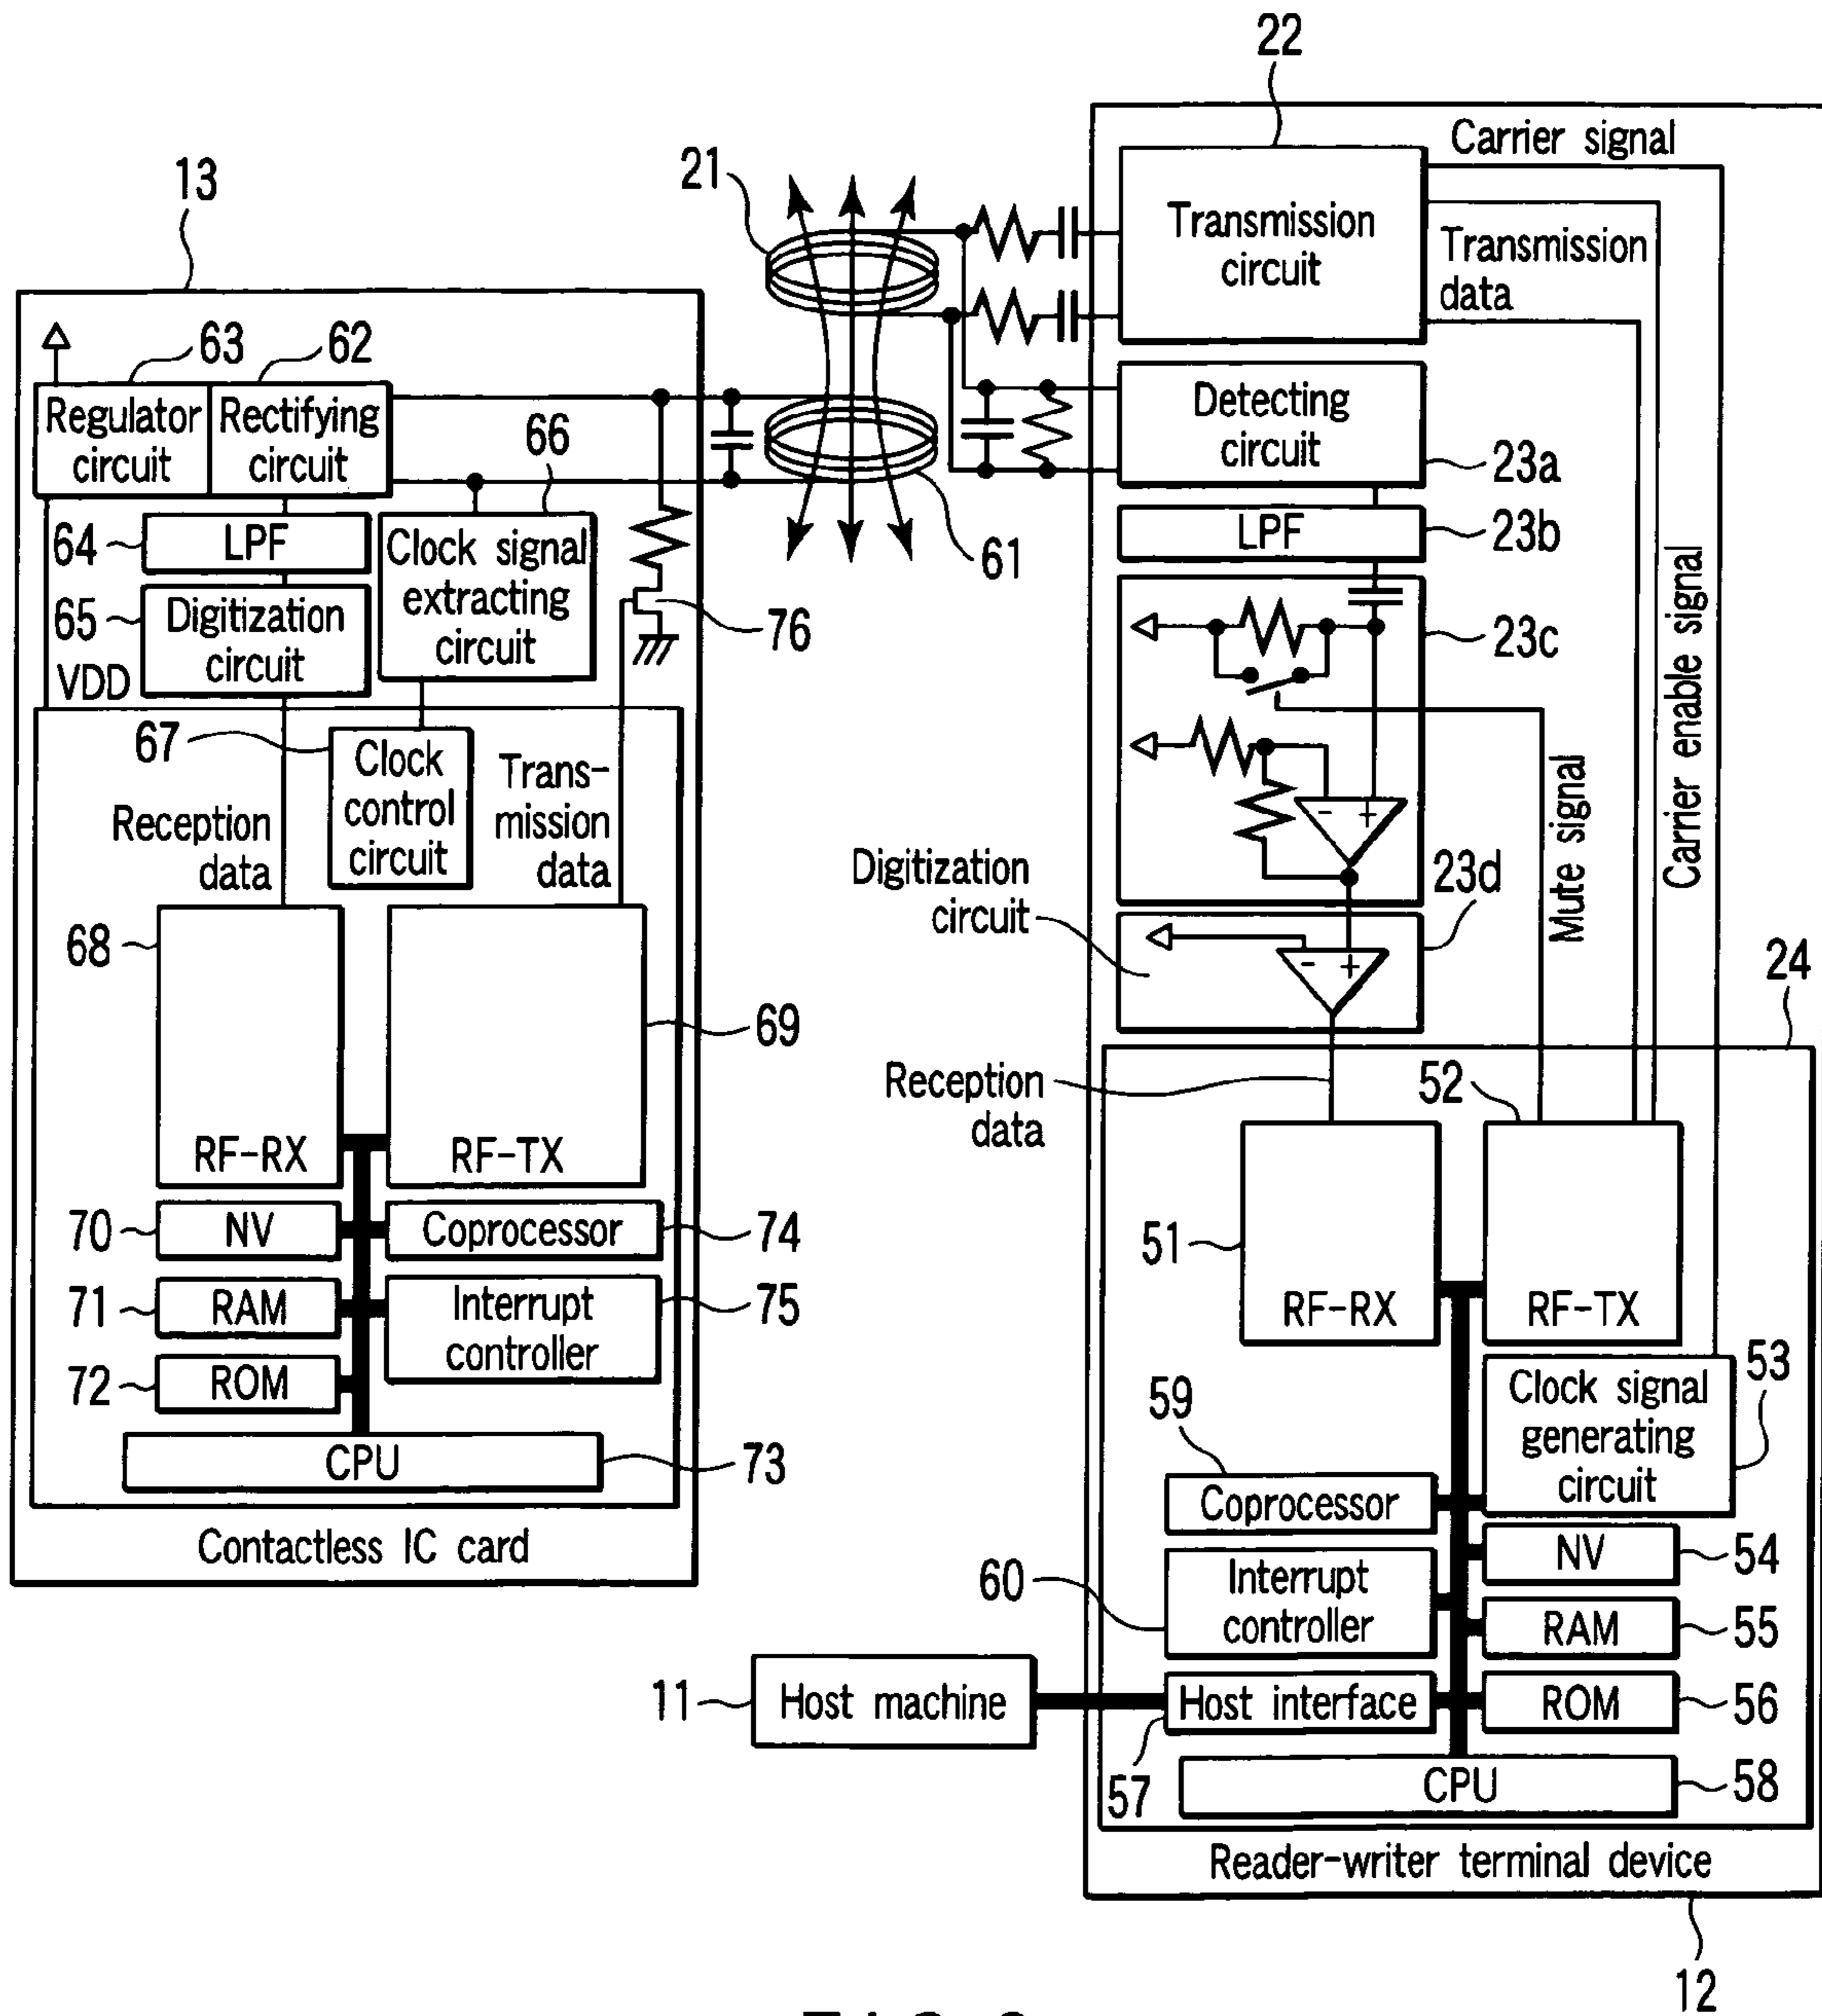 22
Carrier signal
13
21
Transmission
circuit
Transmission
data
63
62
Regulator
circuit
Rectifying
circuit
66
Detecting
circuit
23a
64
LPF
Clock signal
extracting
circuit
61
LPF
23b
65
Digitization
circuit
76
23c
VDD
Carrier enable signal
67
Clock
control
circuit
Trans-
mission
data
Mute signal
Reception
data
- +
Digitization
circuit
23d
68
- +
24
69
Reception
data
52
RF-RX
RF-TX
70
NV
Coprocessor
74
51
71
RAM
Interrupt
controller
75
RF-RX
RF-TX
72
ROM
59
Clock signal
generating
circuit
53
CPU
73
Coprocessor
Contactless IC card
NV
54
60
Interrupt
controller
RAM
55
11
Host machine
Host interface
ROM
56
57
CPU
58
Reader-writer terminal device
12